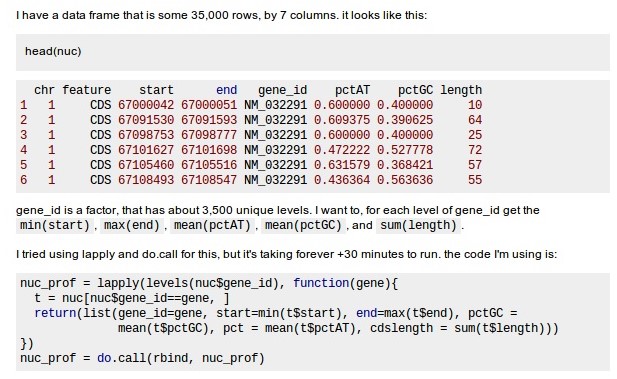 I have a data frame that is some 35,000 rows, by 7 columns. it looks like this:
head(nuc)
chr feature start end gene_id pctAT pctGC length
1 1 CDS 67000042 67000051 NM_032291 0.600000 0.400000 10
2 1 CDS 67091530 67091593 NM_032291 0.609375 0.390625 64
3 1 CDS 67098753 67098777 NM_032291 0.600000 0.400000 25
4 1 CDS 67101627 67101698 NM_032291 0.472222 0.527778 72
5 1 CDS 67105460 67105516 NM_032291 0.631579 0.368421 57
6 1 CDS 67108493 67108547 NM_032291 0.436364 0.563636 55
gene_id is a factor, that has about 3,500 unique levels. I want to, for each level of gene_id get the
min(start), max(end), mean(pctAT), mean(pctGC), and sum(length).
I tried using lapply and do.call for this, but it's taking forever +30 minutes to run. the code I'm using is:
nuc_prof = lapply(levels(nuc$gene_id), function(gene){
t = nuc[nuc$gene_id==gene, ]
return(list(gene_id=gene, start=min(t$start), end=max(t$end), pctGC =
mean(t$pctGC), pct = mean(t$pctAT), cdslength = sum(t$length)))
})
nuc_prof = do.call(rbind, nuc_prof)